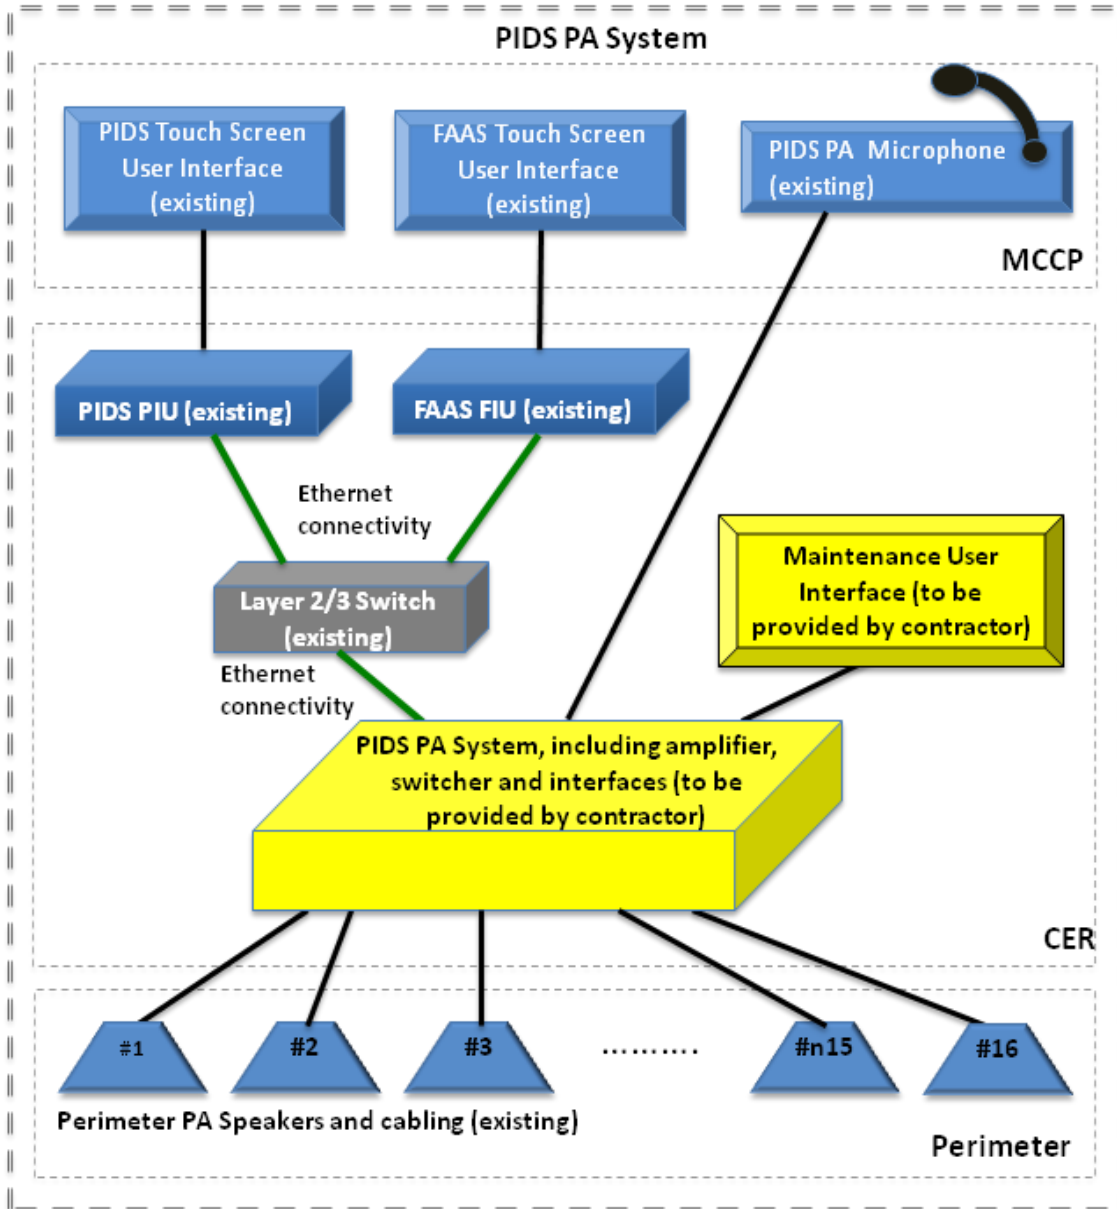 PIDS PA System
PIDS Touch Screen
User Interface
(existing)
FAAS Touch Screen
User Interface
(existing)
PIDS PA Microphone
(existing)
MCCP
PIDS PIU (existing)
FAAS FIU (existing)
Ethernet
connectivity
Layer 2/3 Switch
(existing)
Maintenance User
Interface (to be
provided by contractor)
Ethernet
connectivity
PIDS PA System, including amplifier,
switcher and interfaces (to be
provided by contractor)
CER
#1
#2
#3
..........
#n15
#16
Perimeter PA Speakers and cabling (existing)
Perimeter